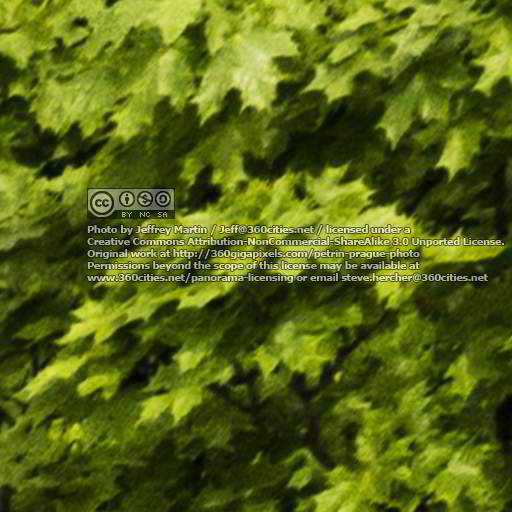 cc
BY NC SA
Photo by Jeffrey Martin / Jeff@360cities.net / licensed under a
Creative Commons Attribution-NonCommercial-ShareAlike 3.0 Unported License.
Original work at http://360gigapixels.com/petrin-prague-photo
Permissions beyond the scope of this license may be available at
www.360cities.net/panorama-licensing or email steve.hercher@360cities.net